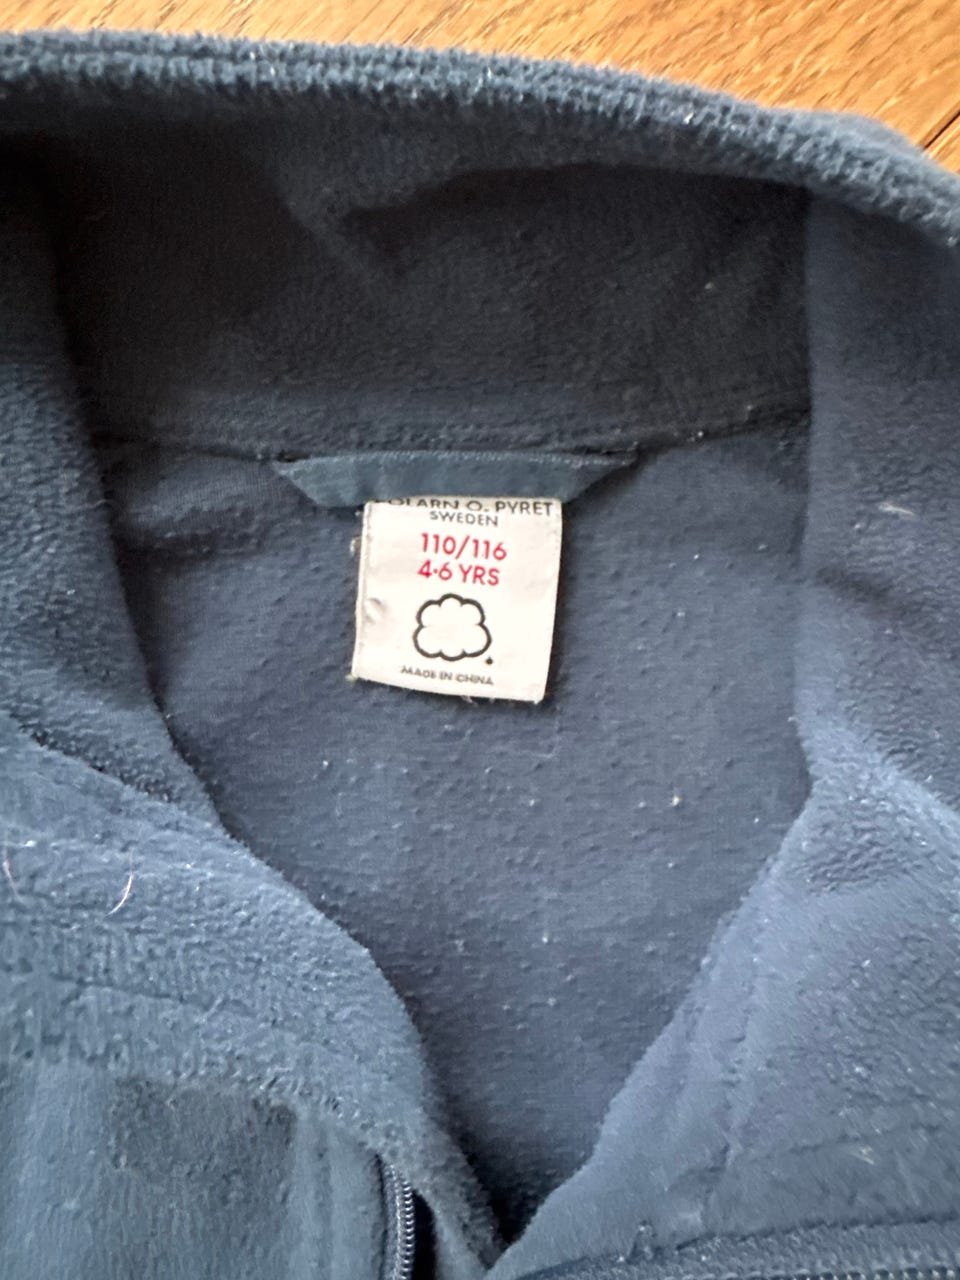 POLARN O. PYRET
SWEDEN
110/116
4-6 YRS
MADE IN CHINA